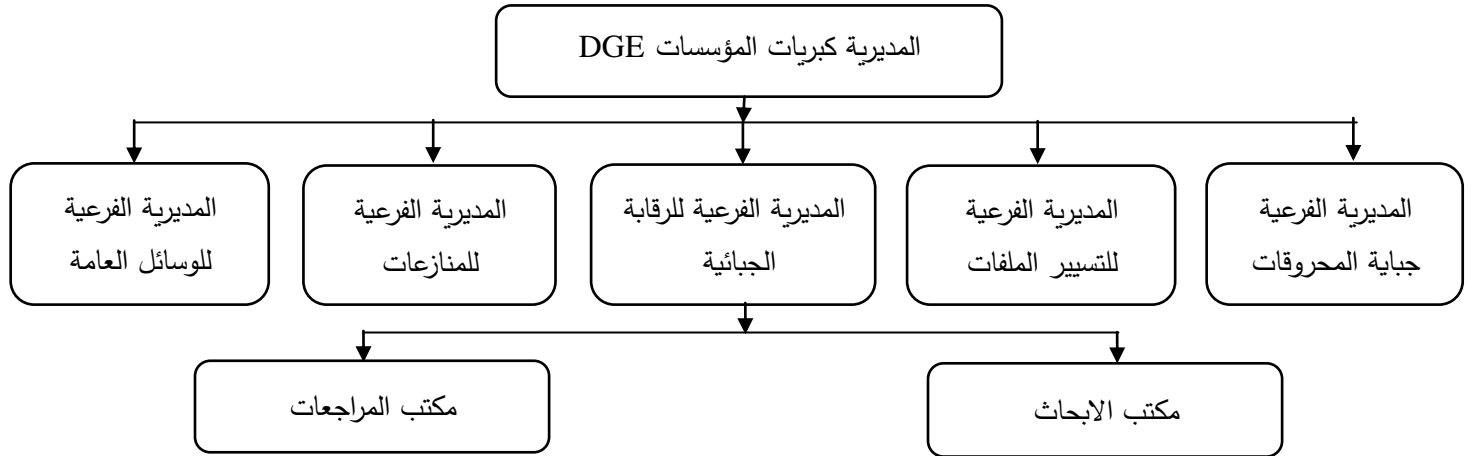 المديرية كبريات المؤسسات DGE
المديرية الفرعية
جباية المحروقات
المديرية الفرعية
للتسيير الملفات
المديرية الفرعية للرقابة
الجبائية
المديرية الفرعية
للمنازعات
المديرية الفرعية
للوسائل العامة
مكتب الابحاث
مكتب المراجعات